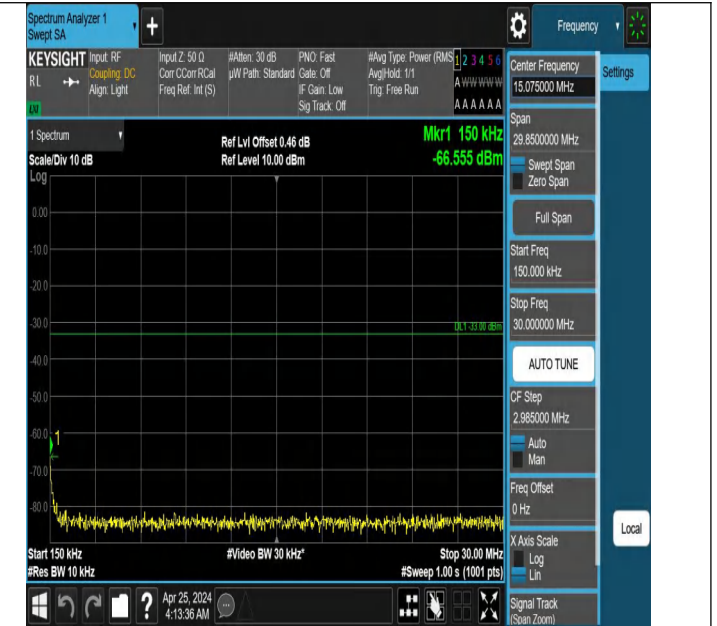 Spectrum Analyzer 1
Swept SA
+
Frequency
KEYSIGHT
RL
LXI
Input: RF
Coupling: DC
Align: Light
Input Z: 50 Ω
Corr CCorr RCal
Freq Ref: Int (S)
#Atten: 30 dB
µW Path: Standard
PNO: Fast
Gate: Off
IF Gain: Low
Sig Track: Off
#Avg Type: Power (RMS
Avg|Hold: 1/1
Trig: Free Run
1 2 3 4 5 6
A W W W W W
A A A A A A
1 Spectrum
Scale/Div 10 dB
Log
Ref Lvl Offset 0.46 dB
Ref Level 10.00 dBm
Mkr1 150 kHz
-66.555 dBm
0.00
-10.0
-20.0
-30.0
DL1 -33.00 dBm
-40.0
-50.0
-60.0
1
-70.0
-80.0
Start 150 kHz
#Res BW 10 kHz
#Video BW 30 kHz*
Stop 30.00 MHz
#Sweep 1.00 s (1001 pts)
Center Frequency
15.075000 MHz
Settings
Span
29.8500000 MHz
Swept Span
Zero Span
Full Span
Start Freq
150.000 kHz
Stop Freq
30.000000 MHz
AUTO TUNE
CF Step
2.985000 MHz
Auto
Man
Freq Offset
0 Hz
X Axis Scale
Log
Lin
Signal Track
(Span Zoom)
Local
?
Apr 25, 2024
4:13:36 AM